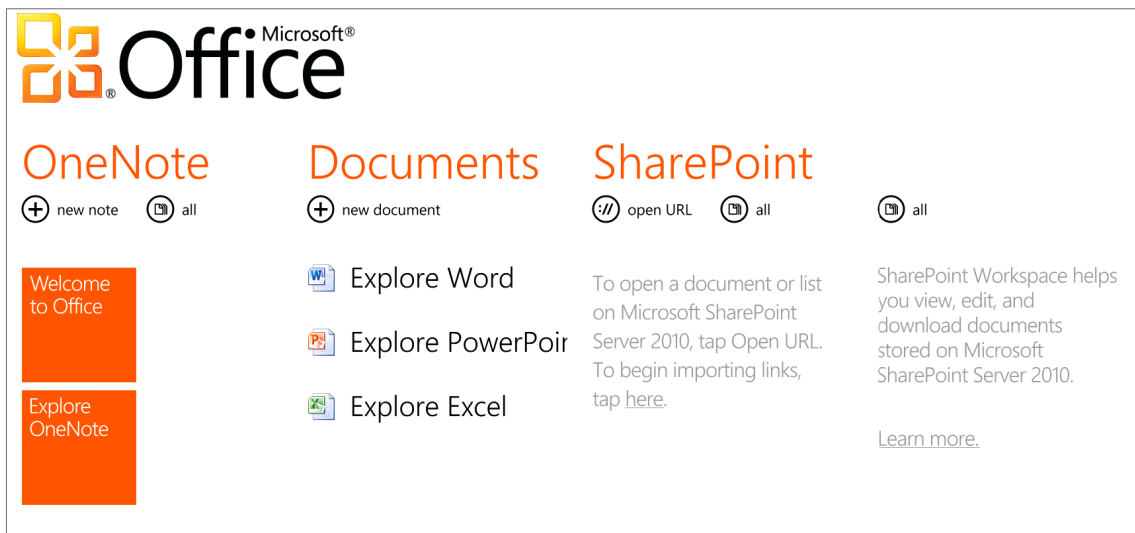 Microsoft®
Office
®
OneNote
new note
all
Welcome
to Office
Explore
OneNote
Documents
new document
Explore Word
Explore PowerPoin
Explore Excel
SharePoint
:// open URL
all
To open a document or list
on Microsoft SharePoint
Server 2010, tap Open URL.
To begin importing links,
tap here.
all
SharePoint Workspace helps
you view, edit, and
download documents
stored on Microsoft
SharePoint Server 2010.
Learn more.